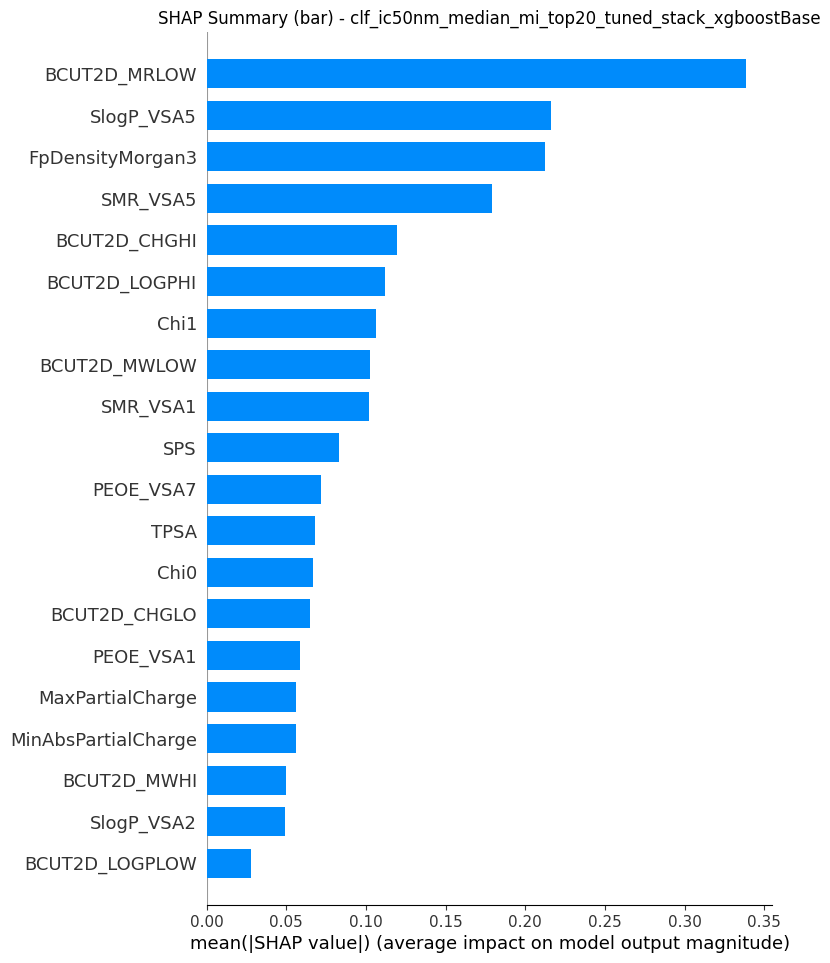 SHAP Summary (bar) - clf_ic50nm_median_mi_top20_tuned_stack_xgboostBase
BCUT2D_MRLOW
SlogP_VSA5
FpDensityMorgan3
SMR_VSA5
BCUT2D_CHGHI
BCUT2D_LOGPHI
Chi1
BCUT2D_MWLOW
SMR_VSA1
SPS
PEOE_VSA7
TPSA
Chi0
BCUT2D_CHGLO
PEOE_VSA1
MaxPartialCharge
MinAbsPartialCharge
BCUT2D_MWHI
SlogP_VSA2
BCUT2D_LOGPLOW
0.00 0.05 0.10 0.15 0.20 0.25 0.30 0.35
mean(|SHAP value|) (average impact on model output magnitude)